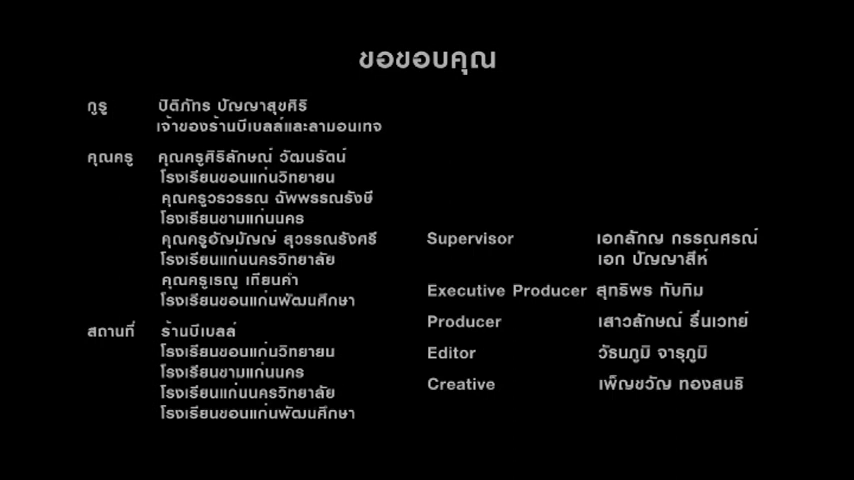 ขอขอบคุณ
กูรู ปิติภัทร ปัญญาสุขศิริ
เจ้าของร้านบีเบลล์และลามอนเทจ
คุณครู คุณครูศิริลักษณ์ วัฒนรัตน์
โรงเรียนขอนแก่นวิทยายน
คุณครูวรวรรณ ฉัพพรรณรังษี
โรงเรียนขามแก่นนคร
คุณครูอัญมัญญ์ สุวรรณรังศรี
โรงเรียนแก่นนครวิทยาลัย
คุณครูเรณู เทียนคำ
โรงเรียนขอนแก่นพัฒนศึกษา
สถานที่ ร้านบีเบลล์
โรงเรียนขอนแก่นวิทยายน
โรงเรียนขามแก่นนคร
โรงเรียนแก่นนครวิทยาลัย
โรงเรียนขอนแก่นพัฒนศึกษา
Supervisor เอกลักญ กรรณศรณ์
เอก ปัญญาสีห์
Executive Producer สุทธิพร ทับทิม
Producer เสาวลักษณ์ รื่นเวทย์
Editor วัธนภูมิ จารุภูมิ
Creative เพ็ญขวัญ ทองสนธิ